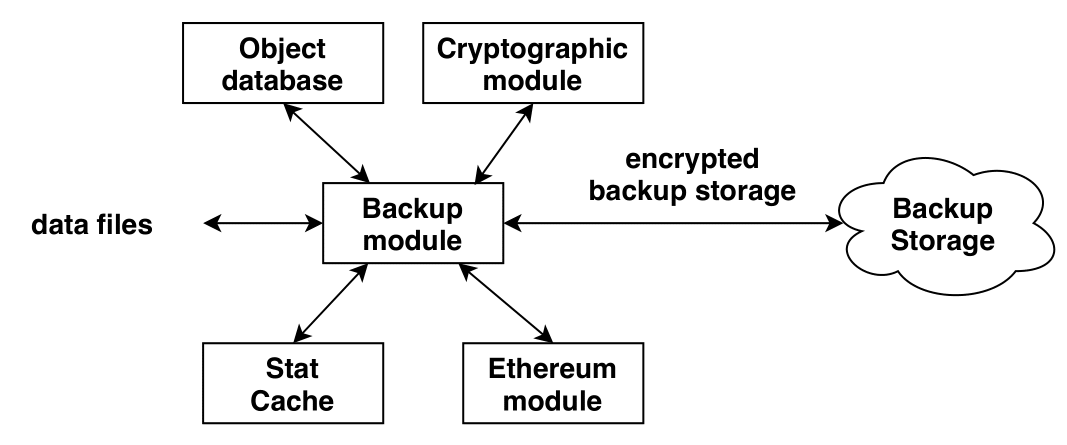 Object
database
Cryptographic
module
encrypted
backup storage
data files
Backup
module
Backup
Storage
Stat
Cache
Ethereum
module